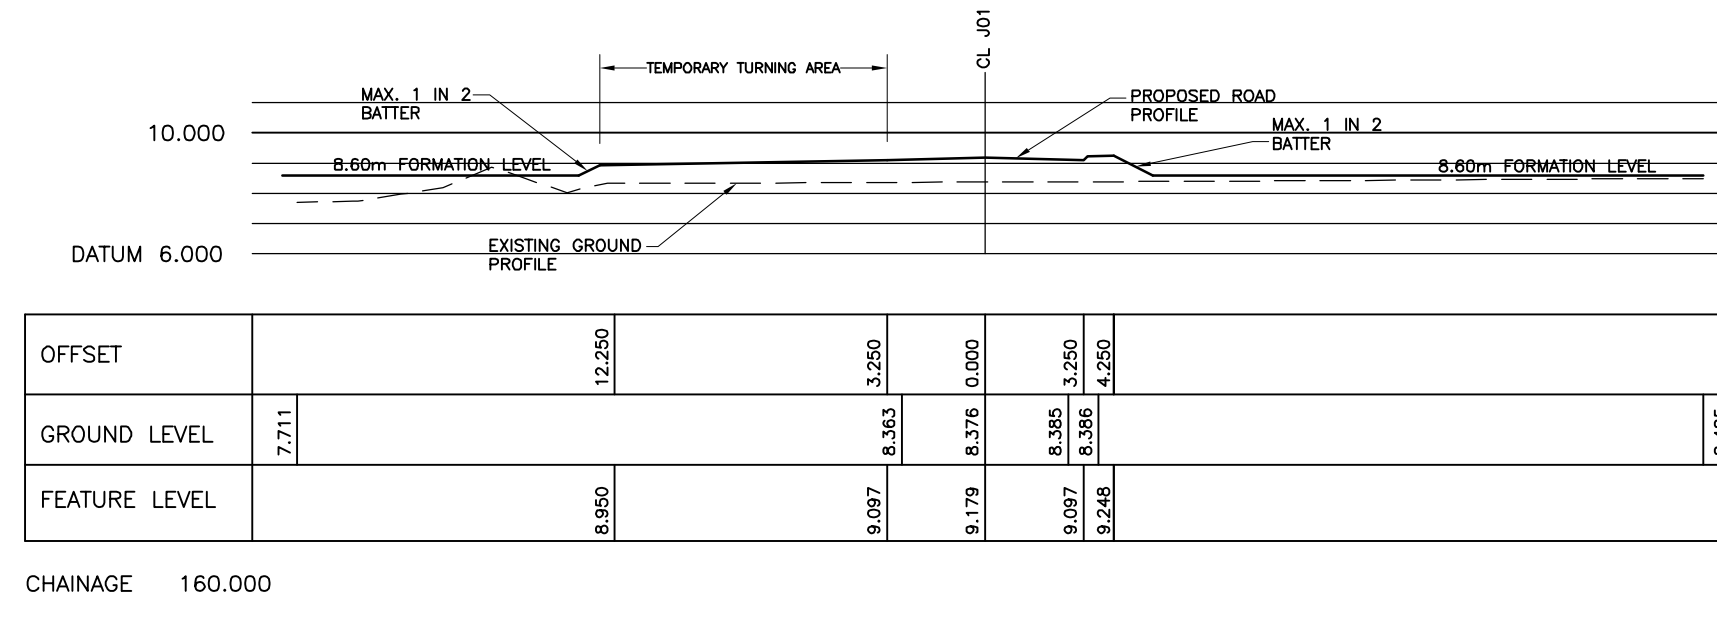 CL J01
TEMPORARY TURNING AREA
MAX. 1 IN 2
BATTER
PROPOSED ROAD
PROFILE
MAX. 1 IN 2
BATTER
10.000
8.60m FORMATION LEVEL
8.60m FORMATION LEVEL
EXISTING GROUND
PROFILE
DATUM 6.000
OFFSET 12.250 3.250 0.000 3.250 4.250
GROUND LEVEL 7.711 8.363 8.376 8.385 8.386
FEATURE LEVEL 8.950 9.097 9.179 9.097 9.248
CHAINAGE 160.000